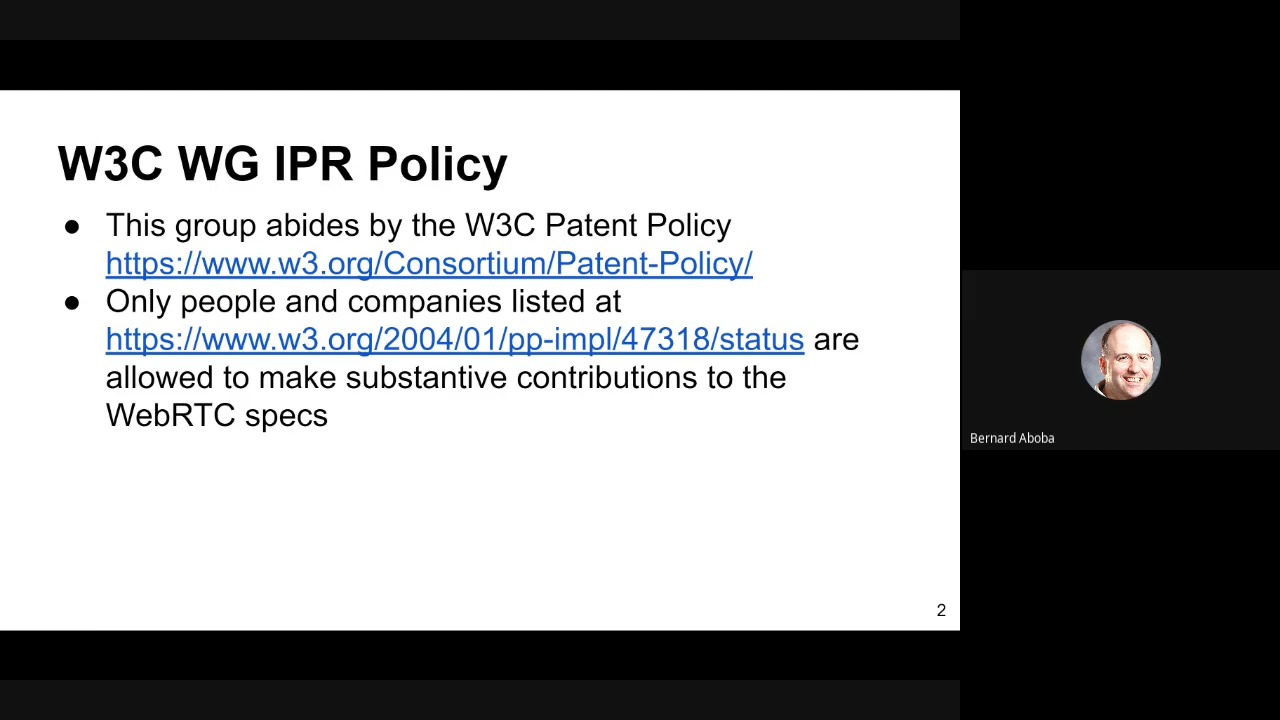 W3C WG IPR Policy
● This group abides by the W3C Patent Policy
https://www.w3.org/Consortium/Patent-Policy/
● Only people and companies listed at
https://www.w3.org/2004/01/pp-impl/47318/status are
allowed to make substantive contributions to the
WebRTC specs
2
Bernard Aboba